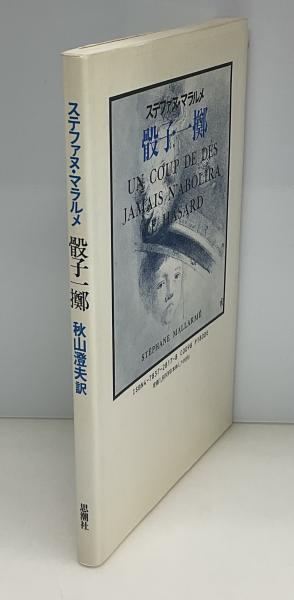 ステファヌ・マラルメ 骰子一擲 秋山澄夫訳
思潮社
ステファヌ・マラルメ
骰子一擲
UN COUP DE DÉS
JAMAIS N'ABOLIRA
LE HASARD
STÉPHANE MALLARMÉ